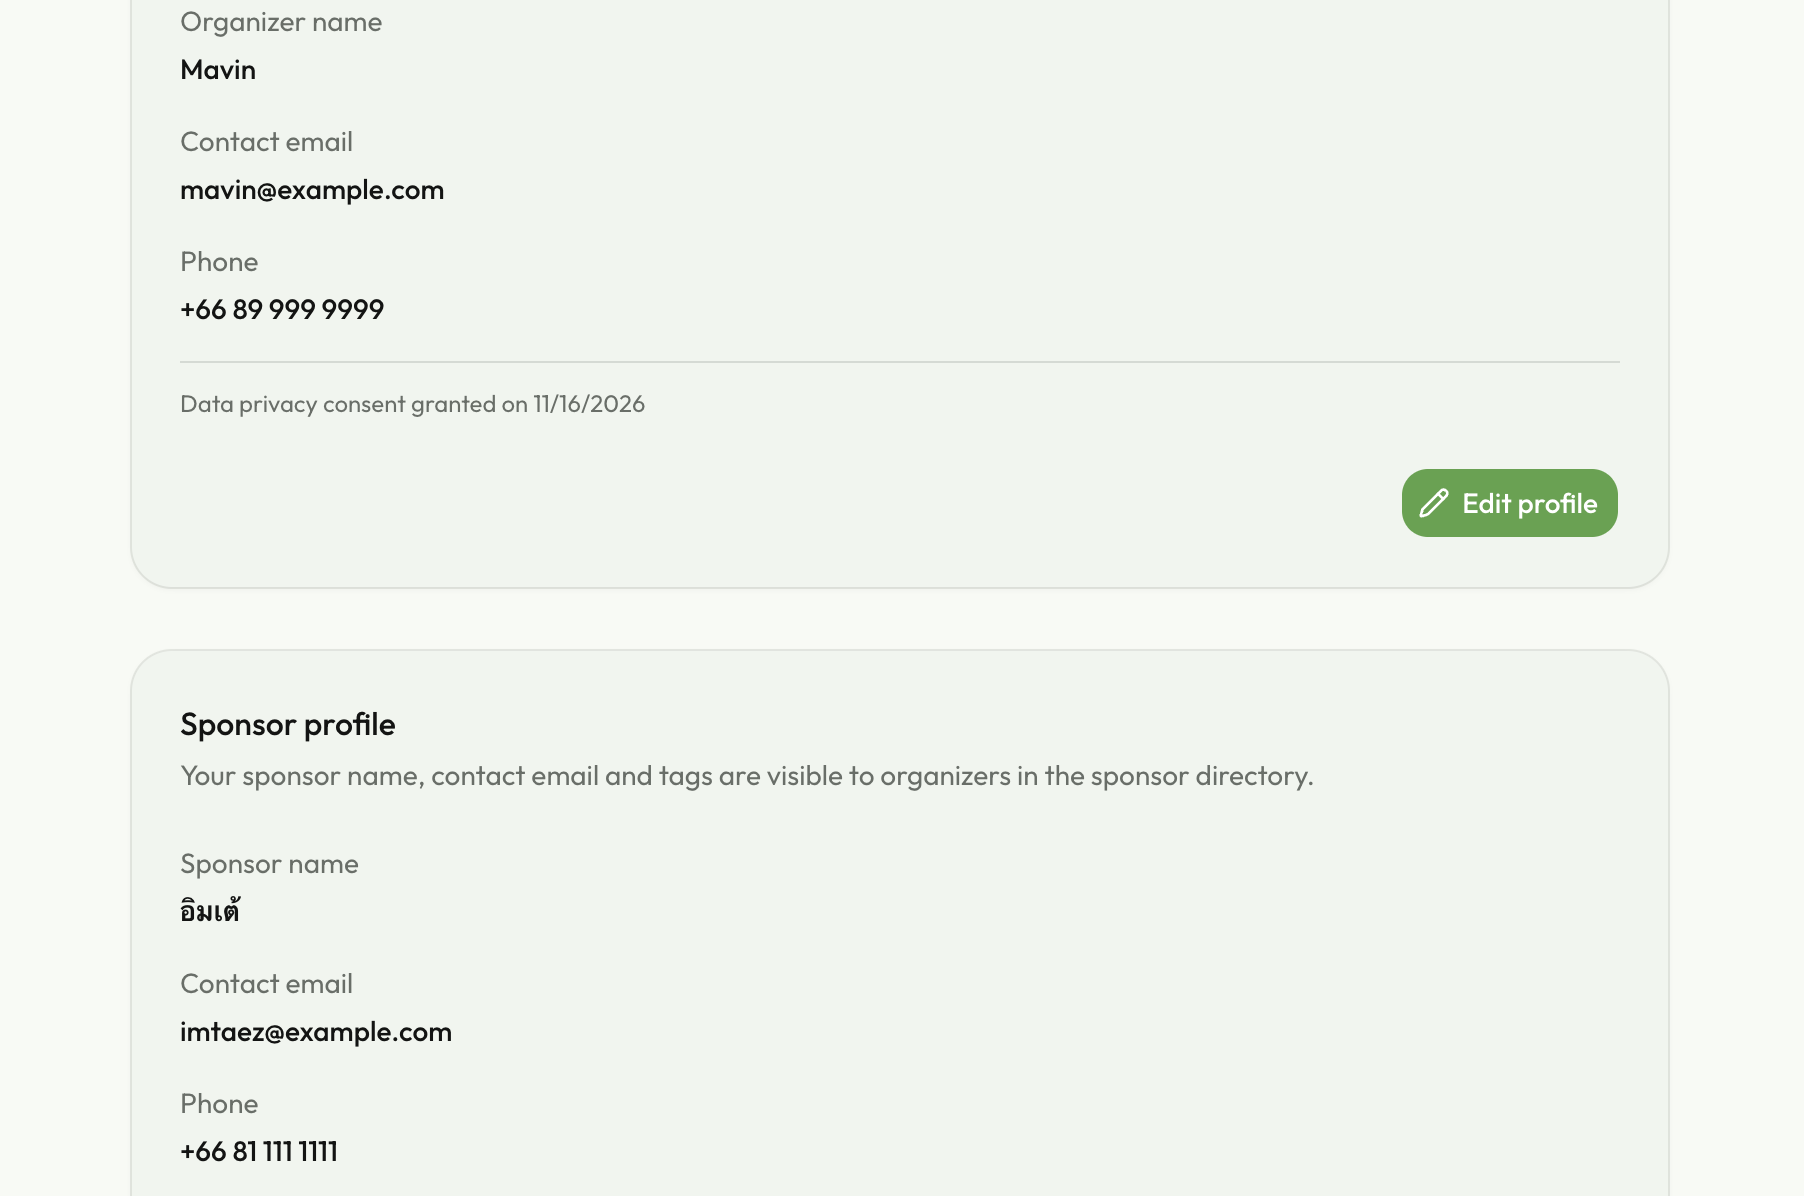 Organizer name
Mavin
Contact email
mavin@example.com
Phone
+66 89 999 9999
Data privacy consent granted on 11/16/2026
Edit profile
Sponsor profile
Your sponsor name, contact email and tags are visible to organizers in the sponsor directory.
Sponsor name
อิมเต้
Contact email
imtaez@example.com
Phone
+66 81 111 1111